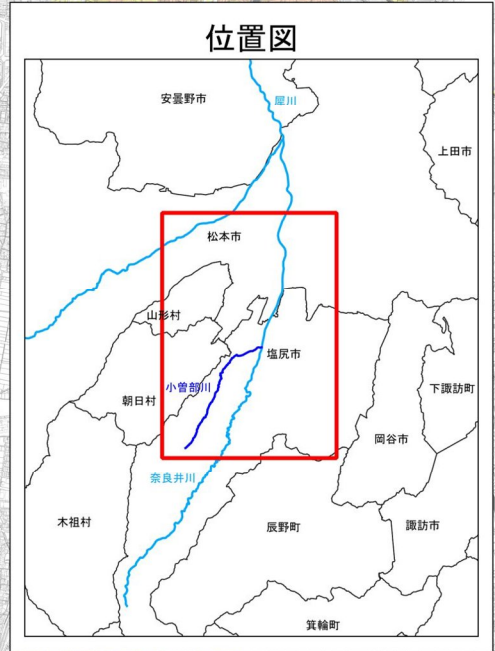 位置図
安曇野市
犀川
上田市
松本市
山形村
塩尻市
小曽部川
朝日村
下諏訪町
岡谷市
奈良井川
木祖村
辰野町
諏訪市
箕輪町